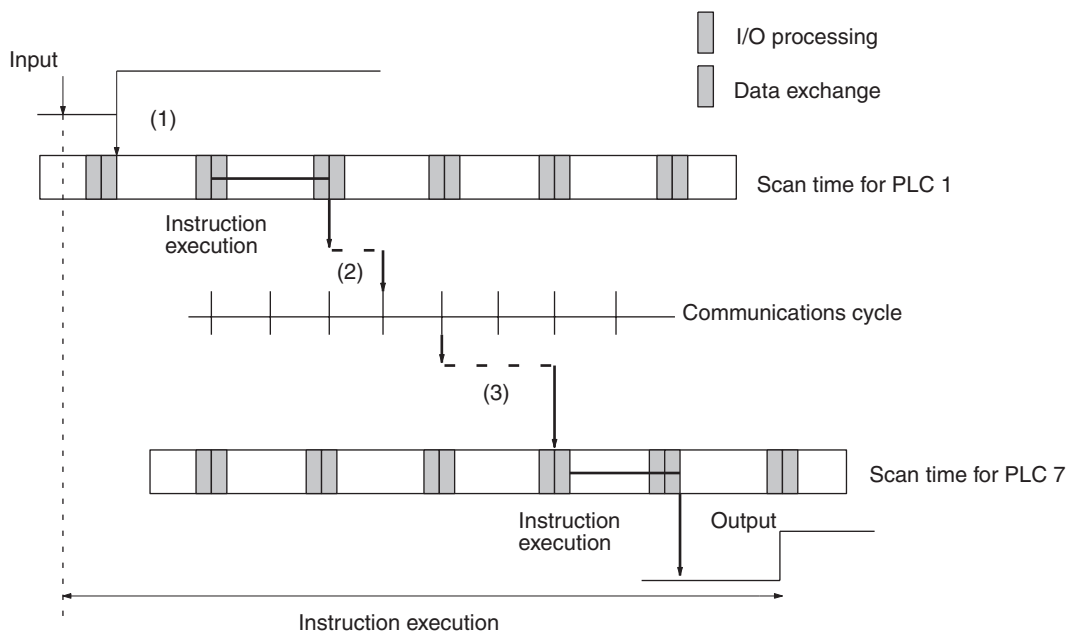 I/O processing
Input
Data exchange
(1)
Scan time for PLC 1
Instruction
execution
(2)
Communications cycle
(3)
Scan time for PLC 7
Instruction
execution
Output
Instruction execution